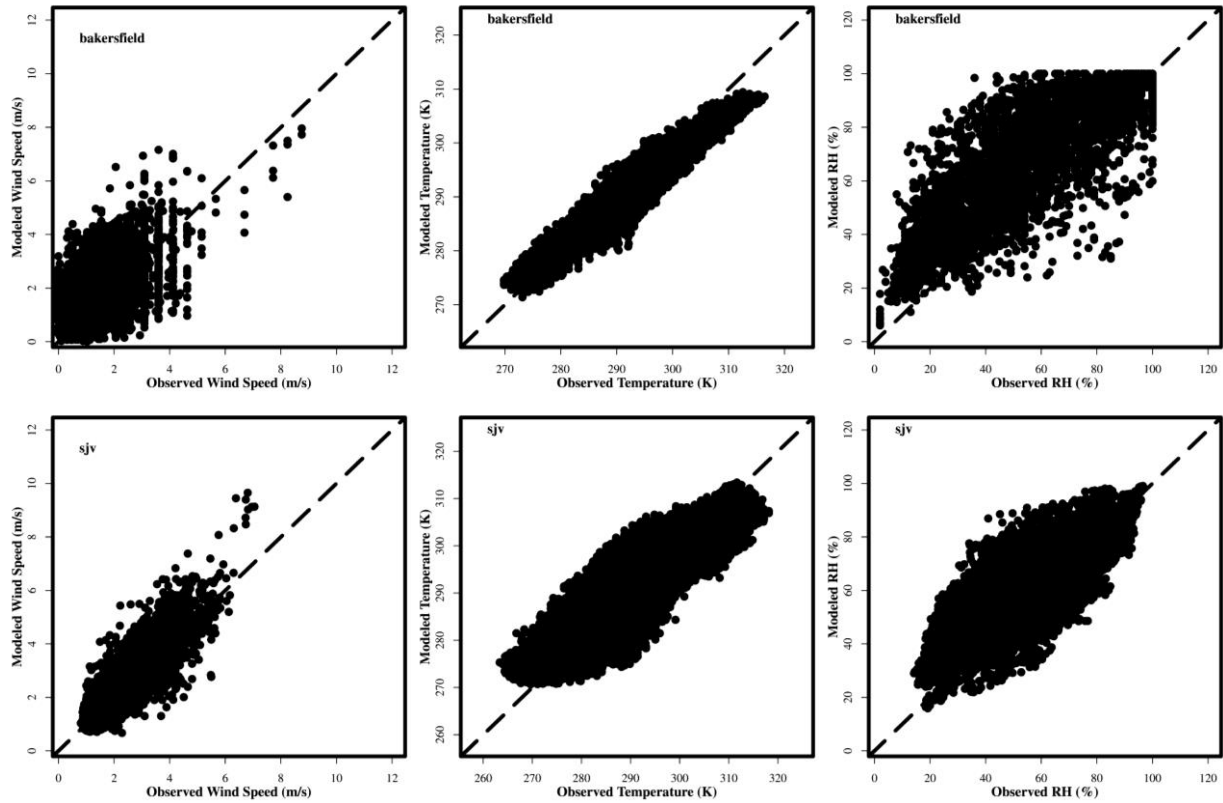 bakersfield
Modeled Wind Speed (m/s)
0 2 4 6 8 10 12
0 2 4 6 8 10 12
Observed Wind Speed (m/s)
bakersfield
Modeled Temperature (K)
270 280 290 300 310 320
270 280 290 300 310 320
Observed Temperature (K)
bakersfield
Modeled RH (%)
0 20 40 60 80 100 120
0 20 40 60 80 100 120
Observed RH (%)
sjv
Modeled Wind Speed (m/s)
0 2 4 6 8 10 12
0 2 4 6 8 10 12
Observed Wind Speed (m/s)
sjv
Modeled Temperature (K)
260 270 280 290 300 310 320
260 270 280 290 300 310 320
Observed Temperature (K)
sjv
Modeled RH (%)
0 20 40 60 80 100 120
0 20 40 60 80 100 120
Observed RH (%)